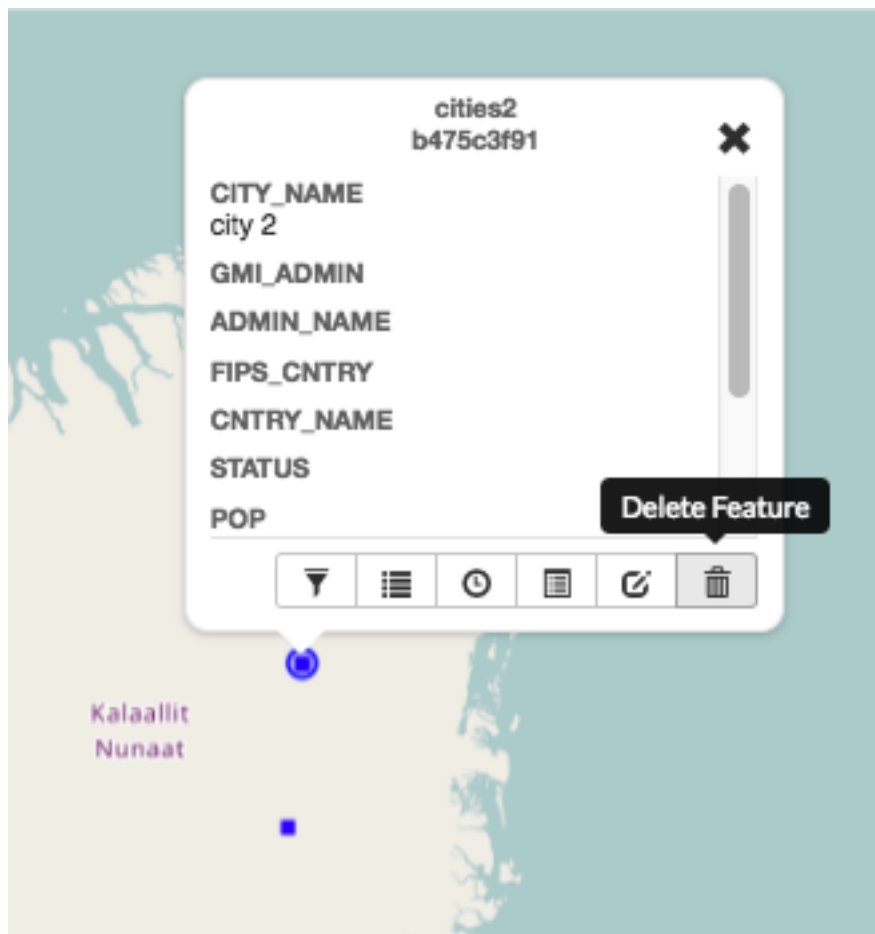 cities2
b475c3f91
CITY_NAME
city 2
GMI_ADMIN
ADMIN_NAME
FIPS_CNTRY
CNTRY_NAME
STATUS
POP
Delete Feature
Kalaallit
Nunaat